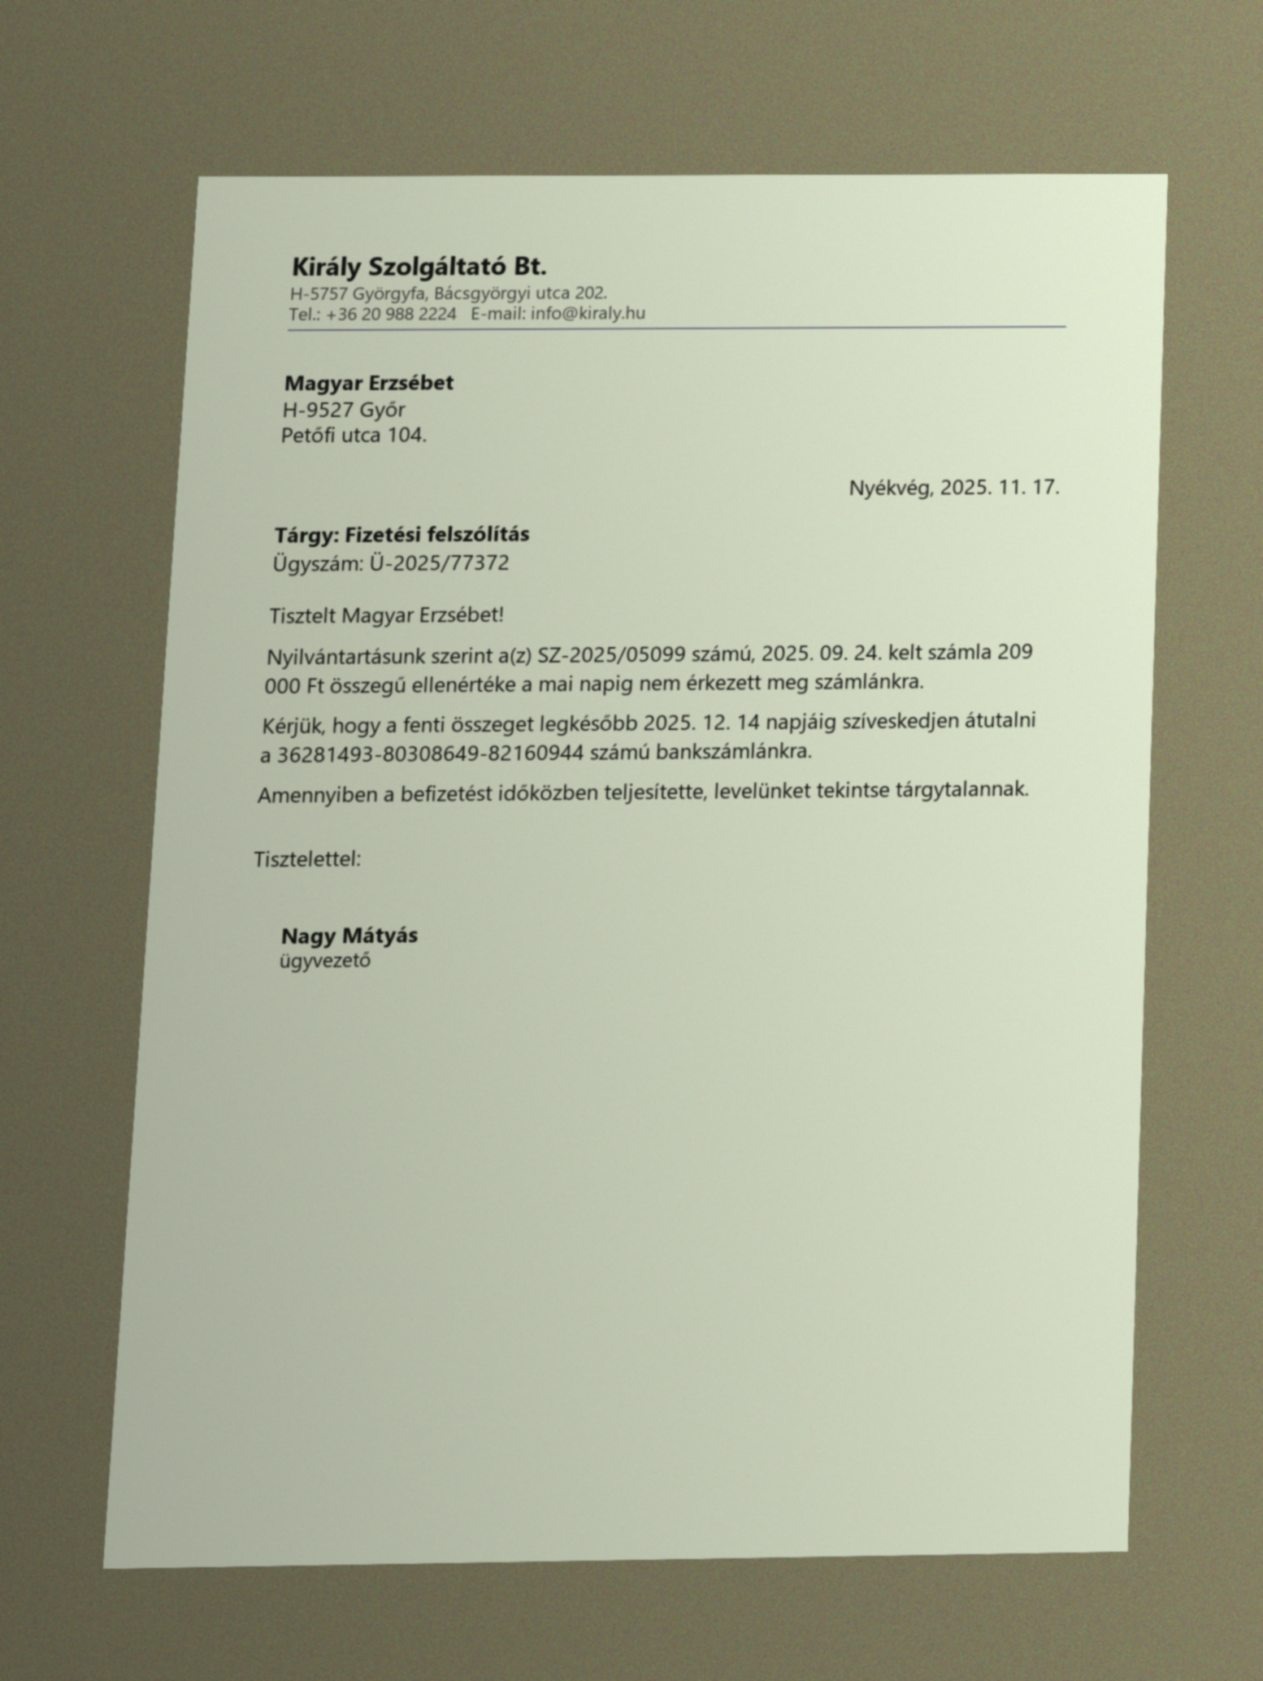 Király Szolgáltató Bt.
H-5757 Györgyfa, Bácsgyörgyi utca 202.
Tel.: +36 20 988 2224 E-mail: info@kiraly.hu
Magyar Erzsébet
H-9527 Győr
Petőfi utca 104.
Nyékvég, 2025. 11. 17.
Tárgy: Fizetési felszólítás
Ügyszám: Ü-2025/77372
Tisztelt Magyar Erzsébet!
Nyilvántartásunk szerint a(z) SZ-2025/05099 számú, 2025. 09. 24. kelt számla 209
000 Ft összegű ellenértéke a mai napig nem érkezett meg számlánkra.
Kérjük, hogy a fenti összeget legkésőbb 2025. 12. 14 napjáig szíveskedjen átutalni
a 36281493-80308649-82160944 számú bankszámlánkra.
Amennyiben a befizetést időközben teljesítette, levelünket tekintse tárgytalannak.
Tisztelettel:
Nagy Mátyás
ügyvezető